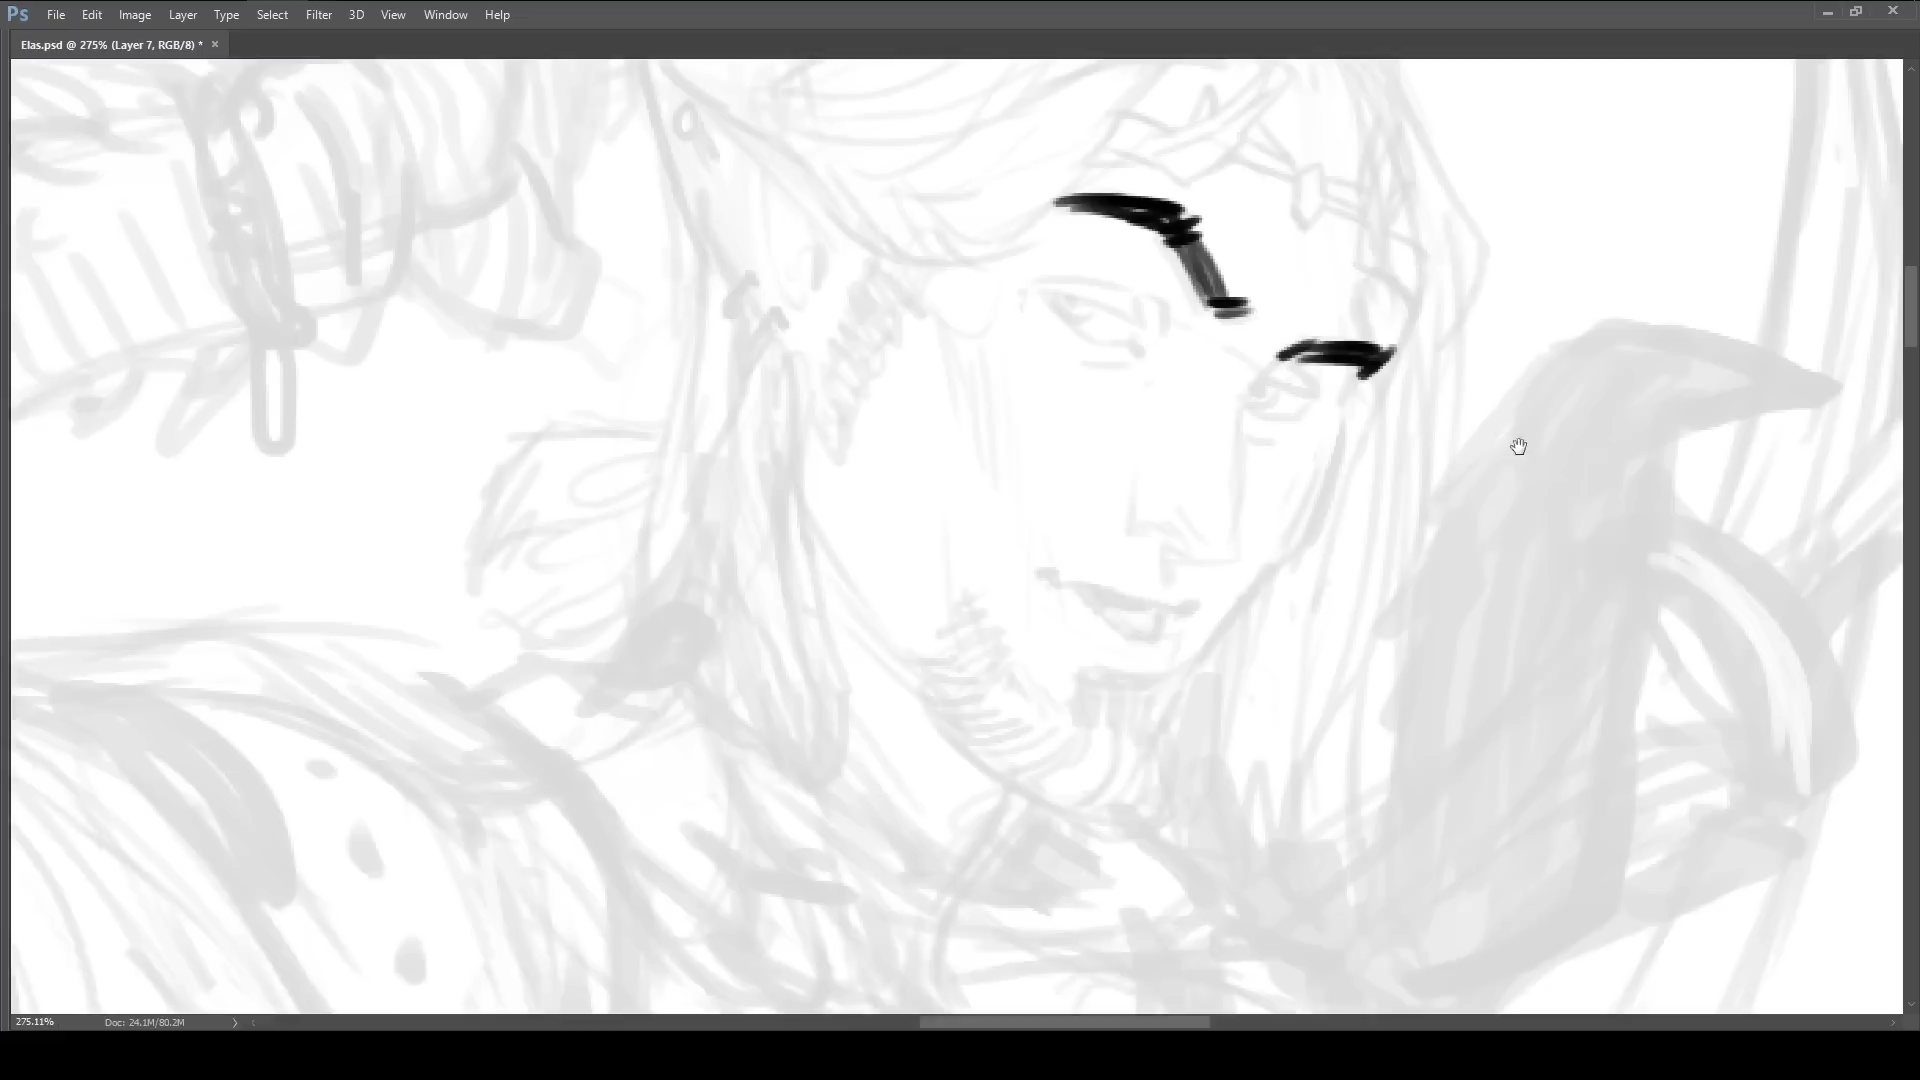 Ps File Edit Image Layer Type Select Filter 3D View Window Help
Elas.psd @ 275% (Layer 7, RGB/8) *
275.11% Doc: 24.1M/80.2M